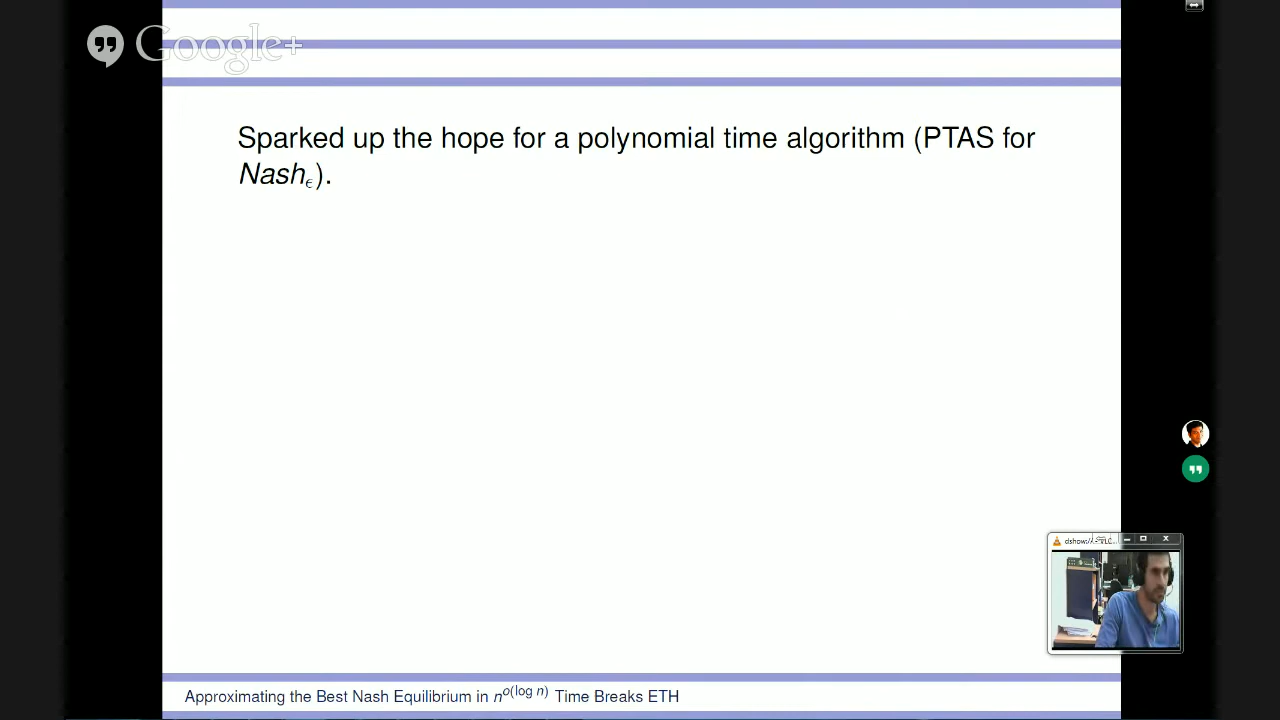 Google+
Sparked up the hope for a polynomial time algorithm (PTAS for
Nash_ϵ).
Approximating the Best Nash Equilibrium in n^{o(log n)} Time Breaks ETH